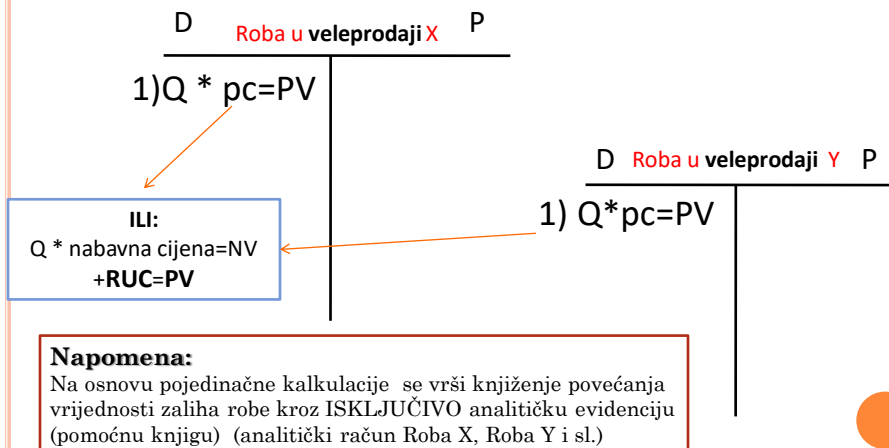 D Roba u veleprodaji X P
1)Q * pc=PV
D Roba u veleprodaji Y P
1) Q*pc=PV
ILI:
Q * nabavna cijena=NV
+RUC=PV
Napomena:
Na osnovu pojedinačne kalkulacije se vrši knjiženje povećanja
vrijednosti zaliha robe kroz ISKLJUČIVO analitičku evidenciju
(pomoćnu knjigu) (analitički račun Roba X, Roba Y i sl.)